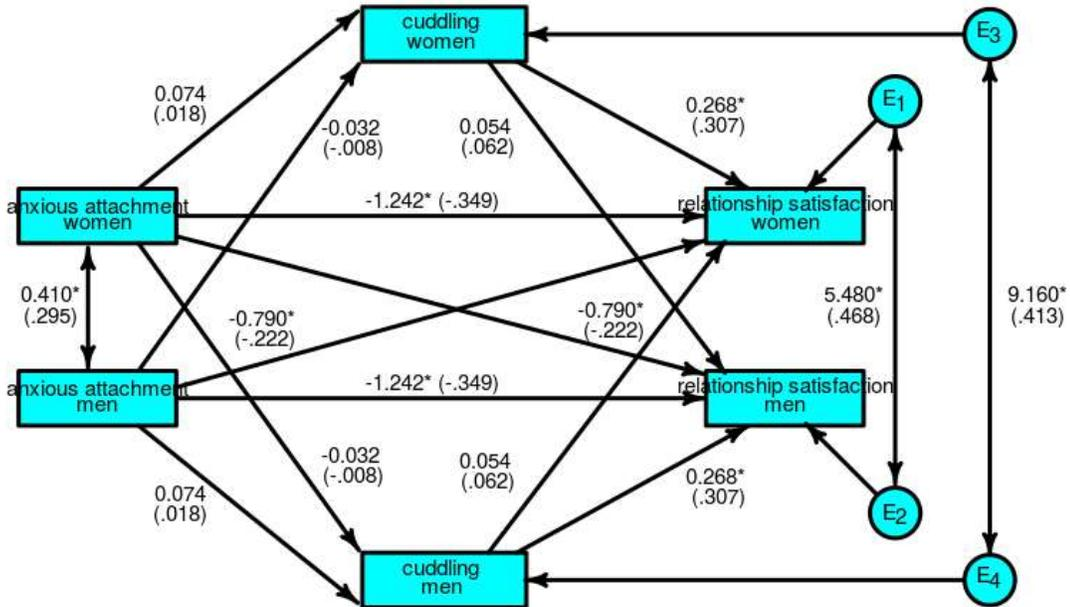 cuddling
women
E3
E1
0.074
(.018)
-0.032
(-.008)
0.054
(.062)
0.268*
(.307)
anxious attachment
women
-1.242* (-.349)
relationship satisfaction
women
0.410*
(.295)
-0.790*
(-.222)
-0.790*
(-.222)
5.480*
(.468)
9.160*
(.413)
anxious attachment
men
-1.242* (-.349)
relationship satisfaction
men
0.074
(.018)
-0.032
(-.008)
0.054
(.062)
0.268*
(.307)
E2
cuddling
men
E4